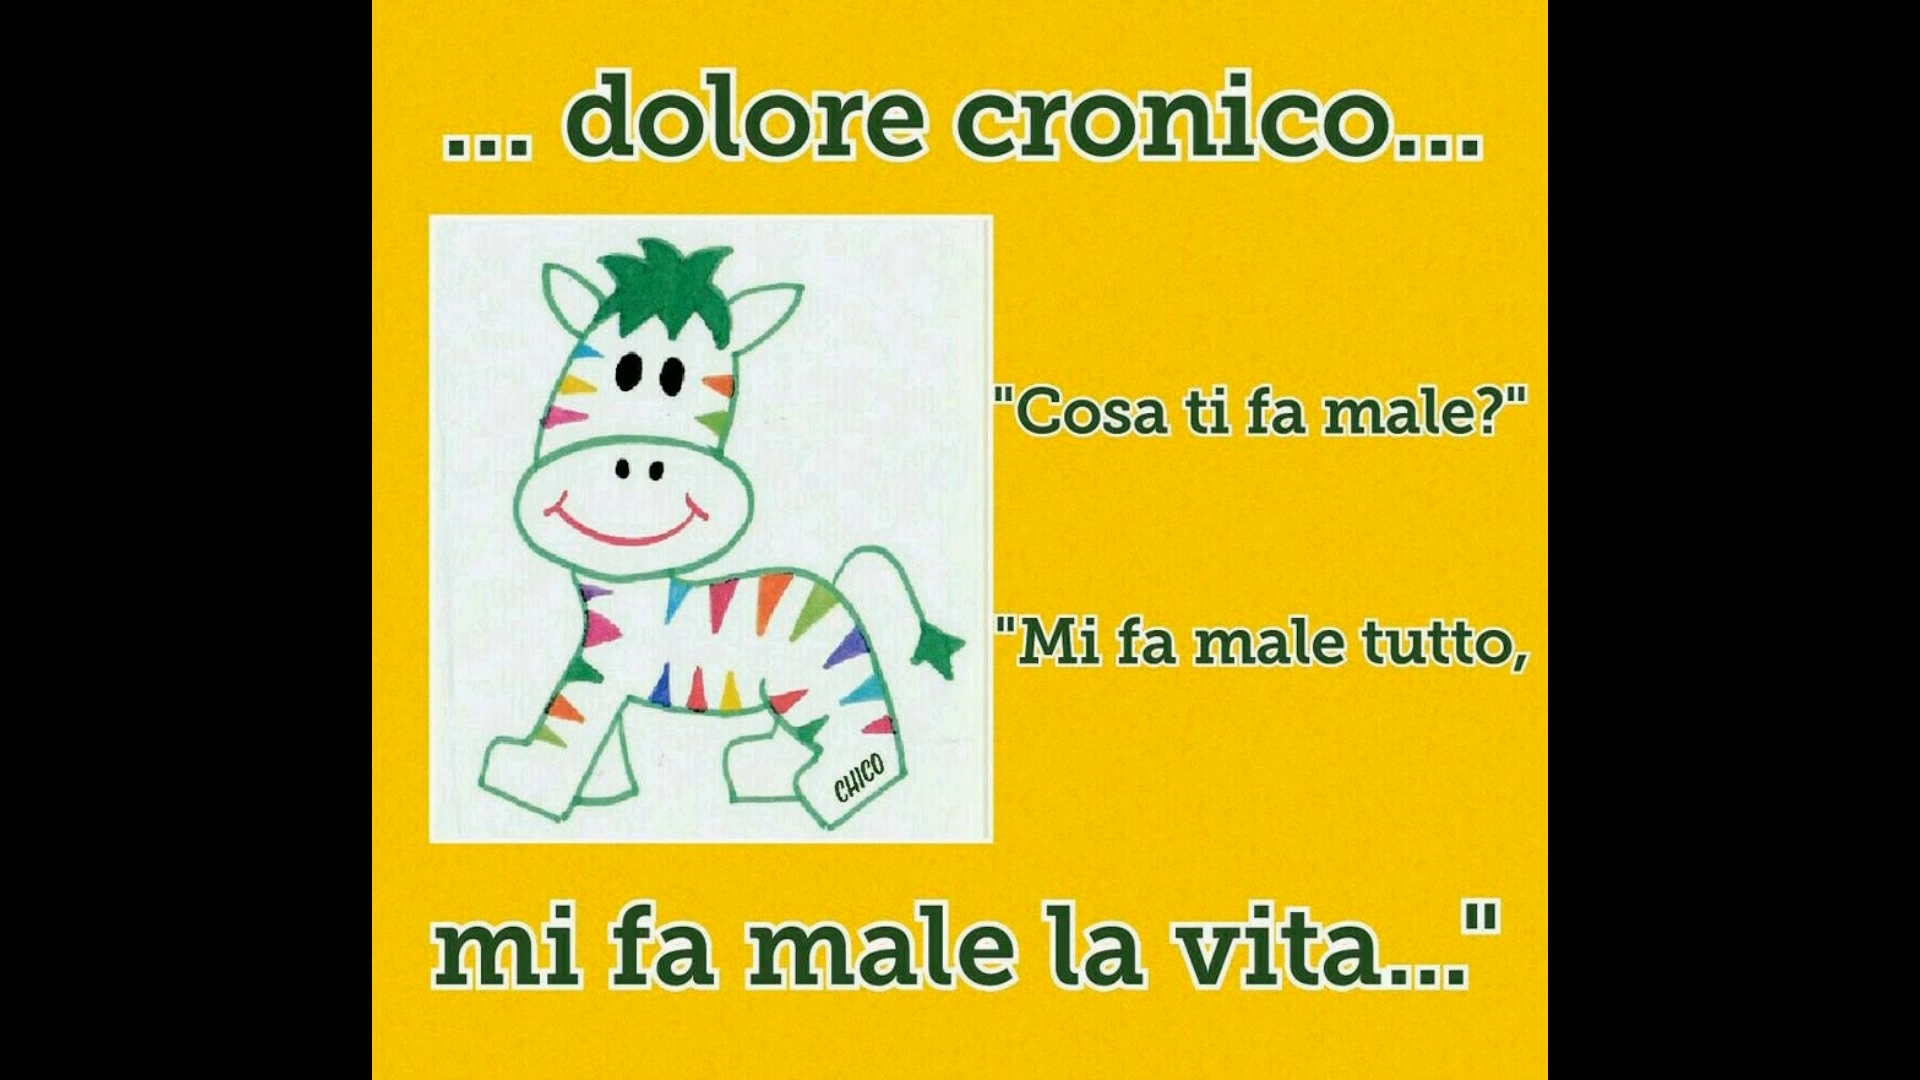 ... dolore cronico...
"Cosa ti fa male?"
"Mi fa male tutto,
CHICO
mi fa male la vita..."